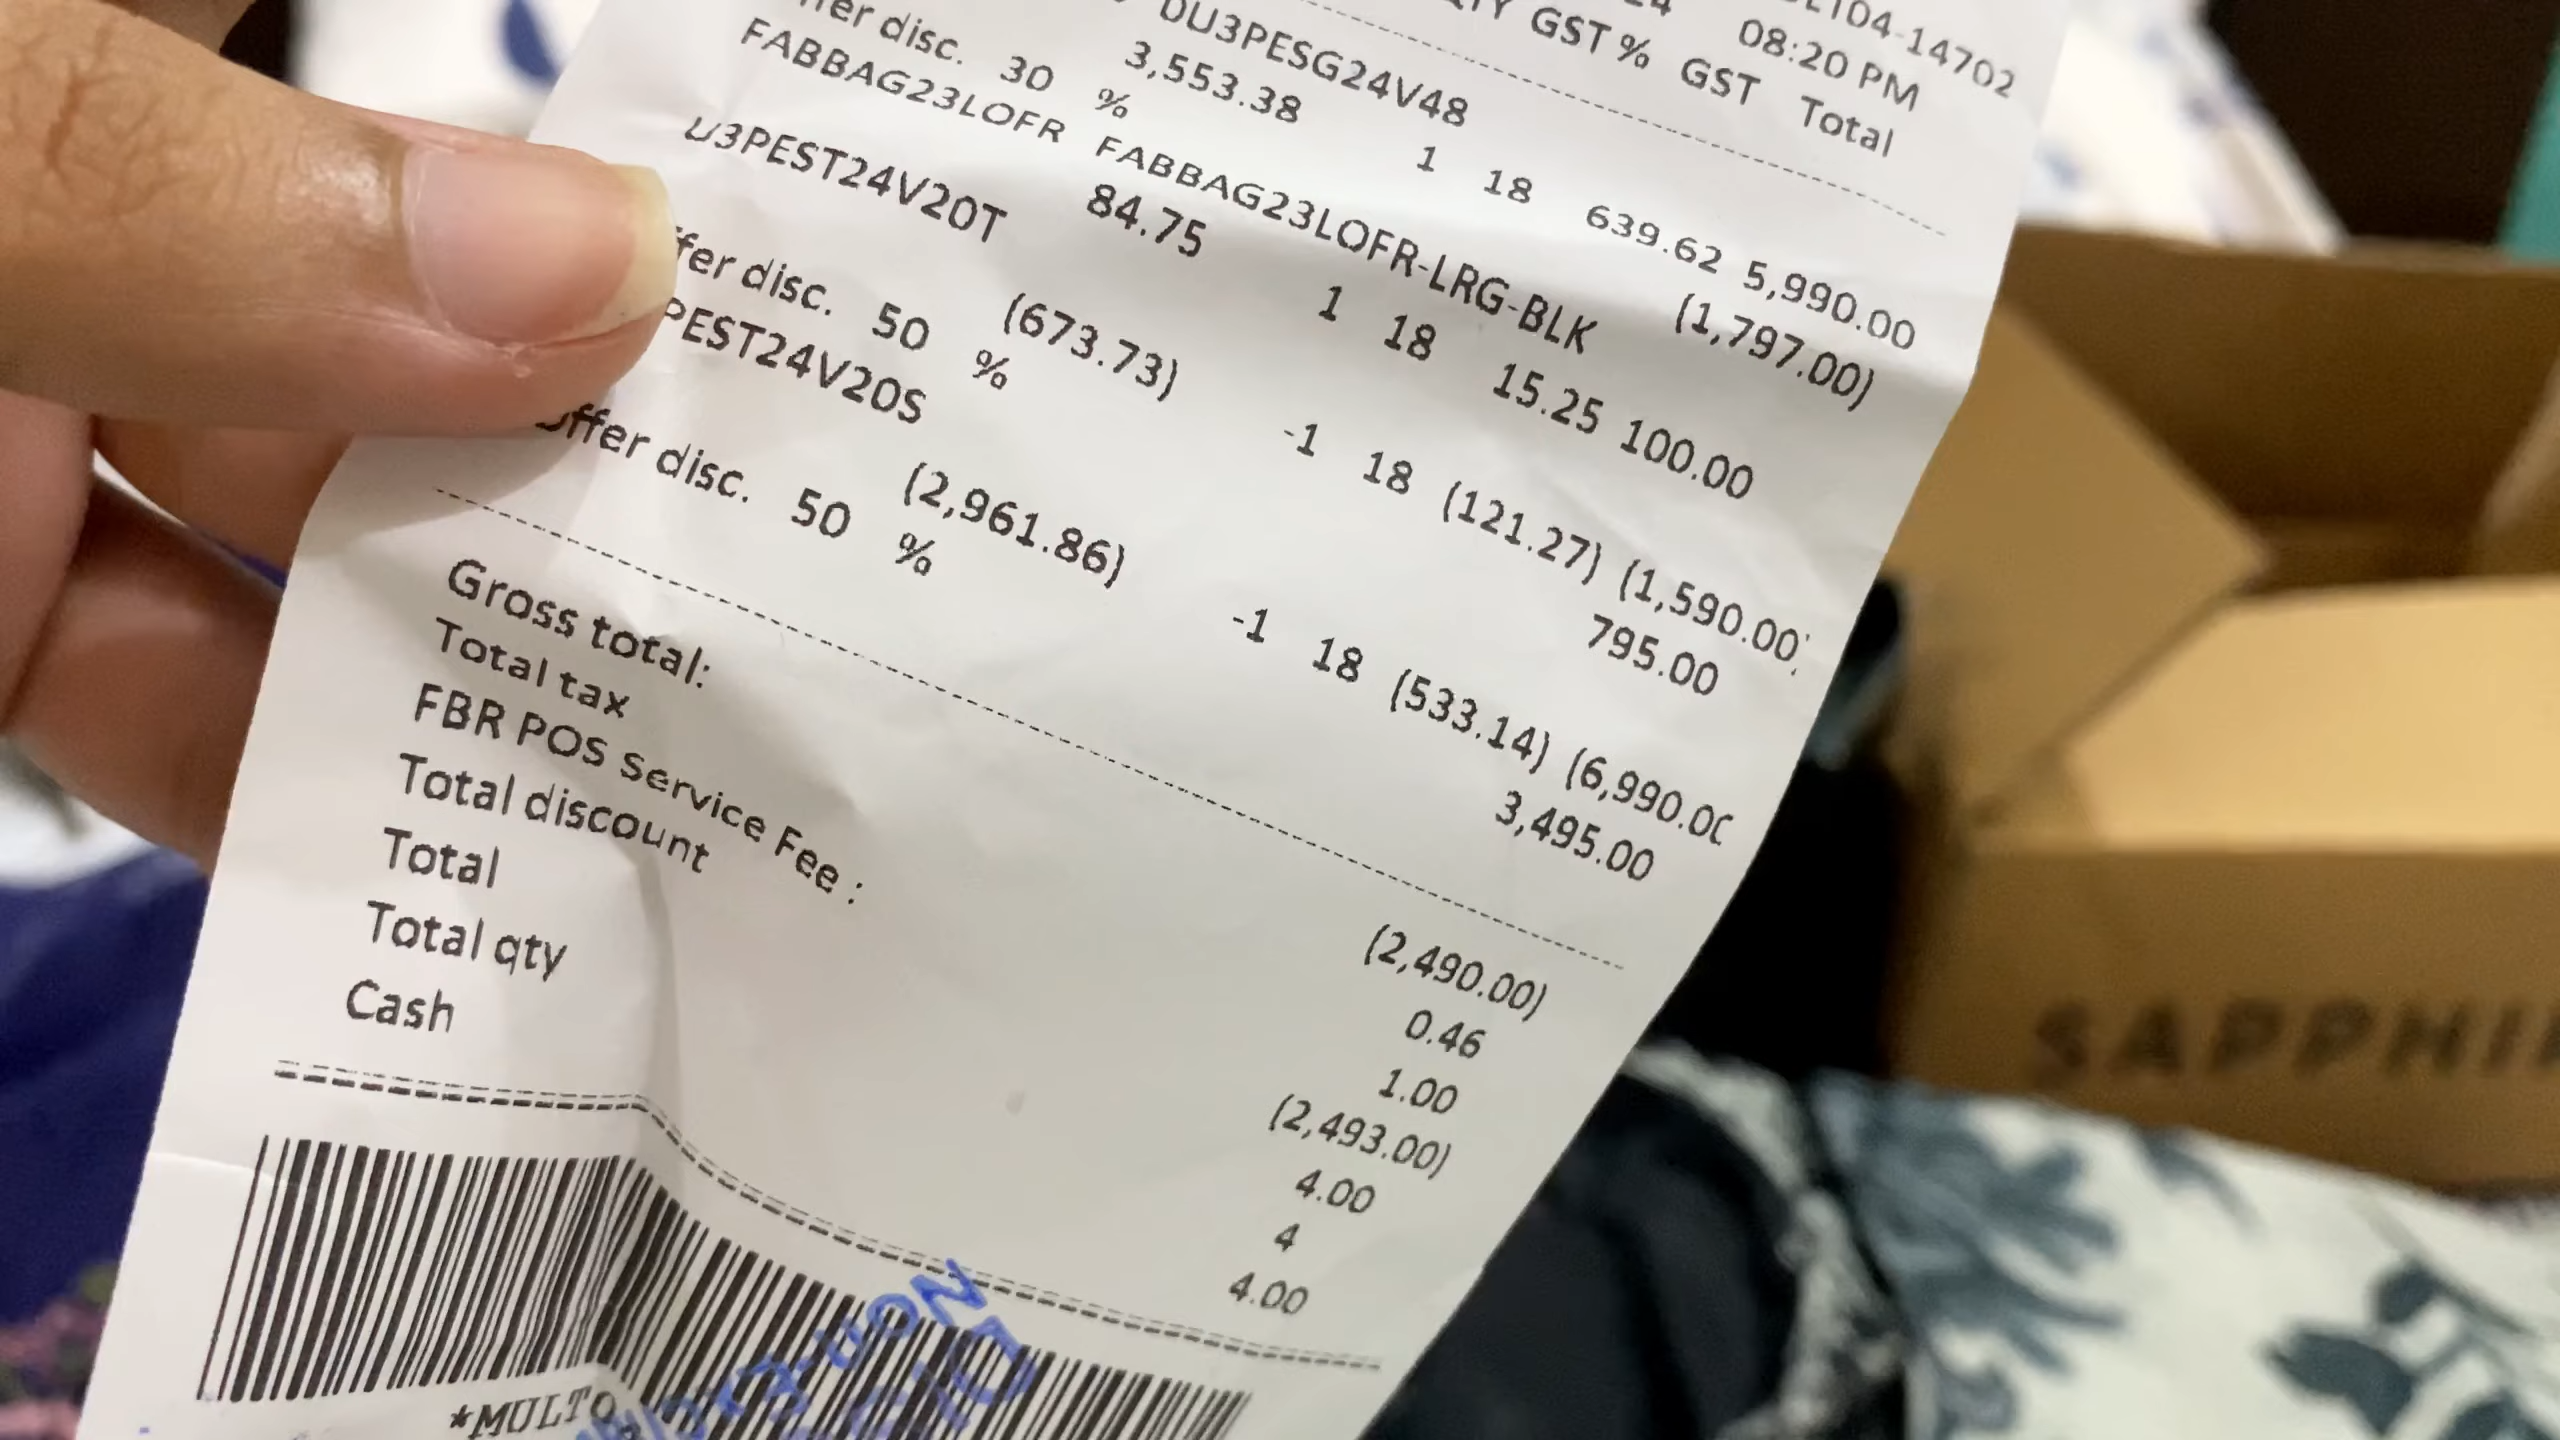 08:20 PM
GST % GST Total
DU3PESG24V48
3,553.38 1 18 639.62 5,990.00
disc. 30 % (1,797.00)
FABBAG23LOFR FABBAG23LOFR-LRG-BLK
84.75 1 18 15.25 100.00
U3PEST24V20T
(673.73) -1 18 (121.27) (1,590.00)
disc. 50 % 795.00
PEST24V20S
(2,961.86) -1 18 (533.14) (6,990.00
Offer disc. 50 % 3,495.00
Gross total: (2,490.00)
Total tax 0.46
FBR POS Service Fee : 1.00
Total discount (2,493.00)
Total 4.00
Total qty 4
Cash 4.00
*MULTO
SAPPHI